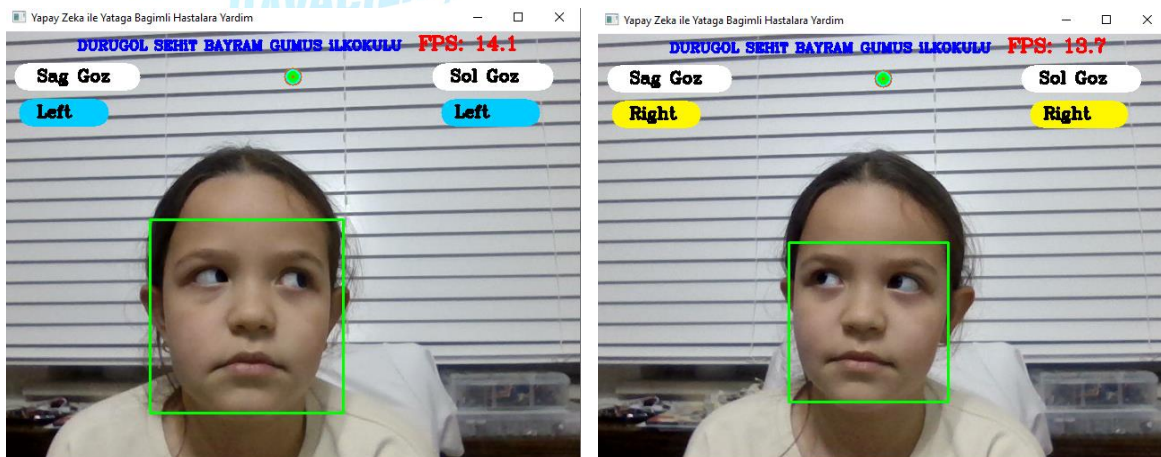 Yapay Zeka ile Yataga Bagimli Hastalara Yardim
DURUGOL SEHIT BAYRAM GUMUS iLKOKULU FPS: 14.1
Sag Goz Sol Goz
Left Left
Yapay Zeka ile Yataga Bagimli Hastalara Yardim
DURUGOL SEHIT BAYRAM GUMUS iLKOKULU FPS: 13.7
Sag Goz Sol Goz
Right Right